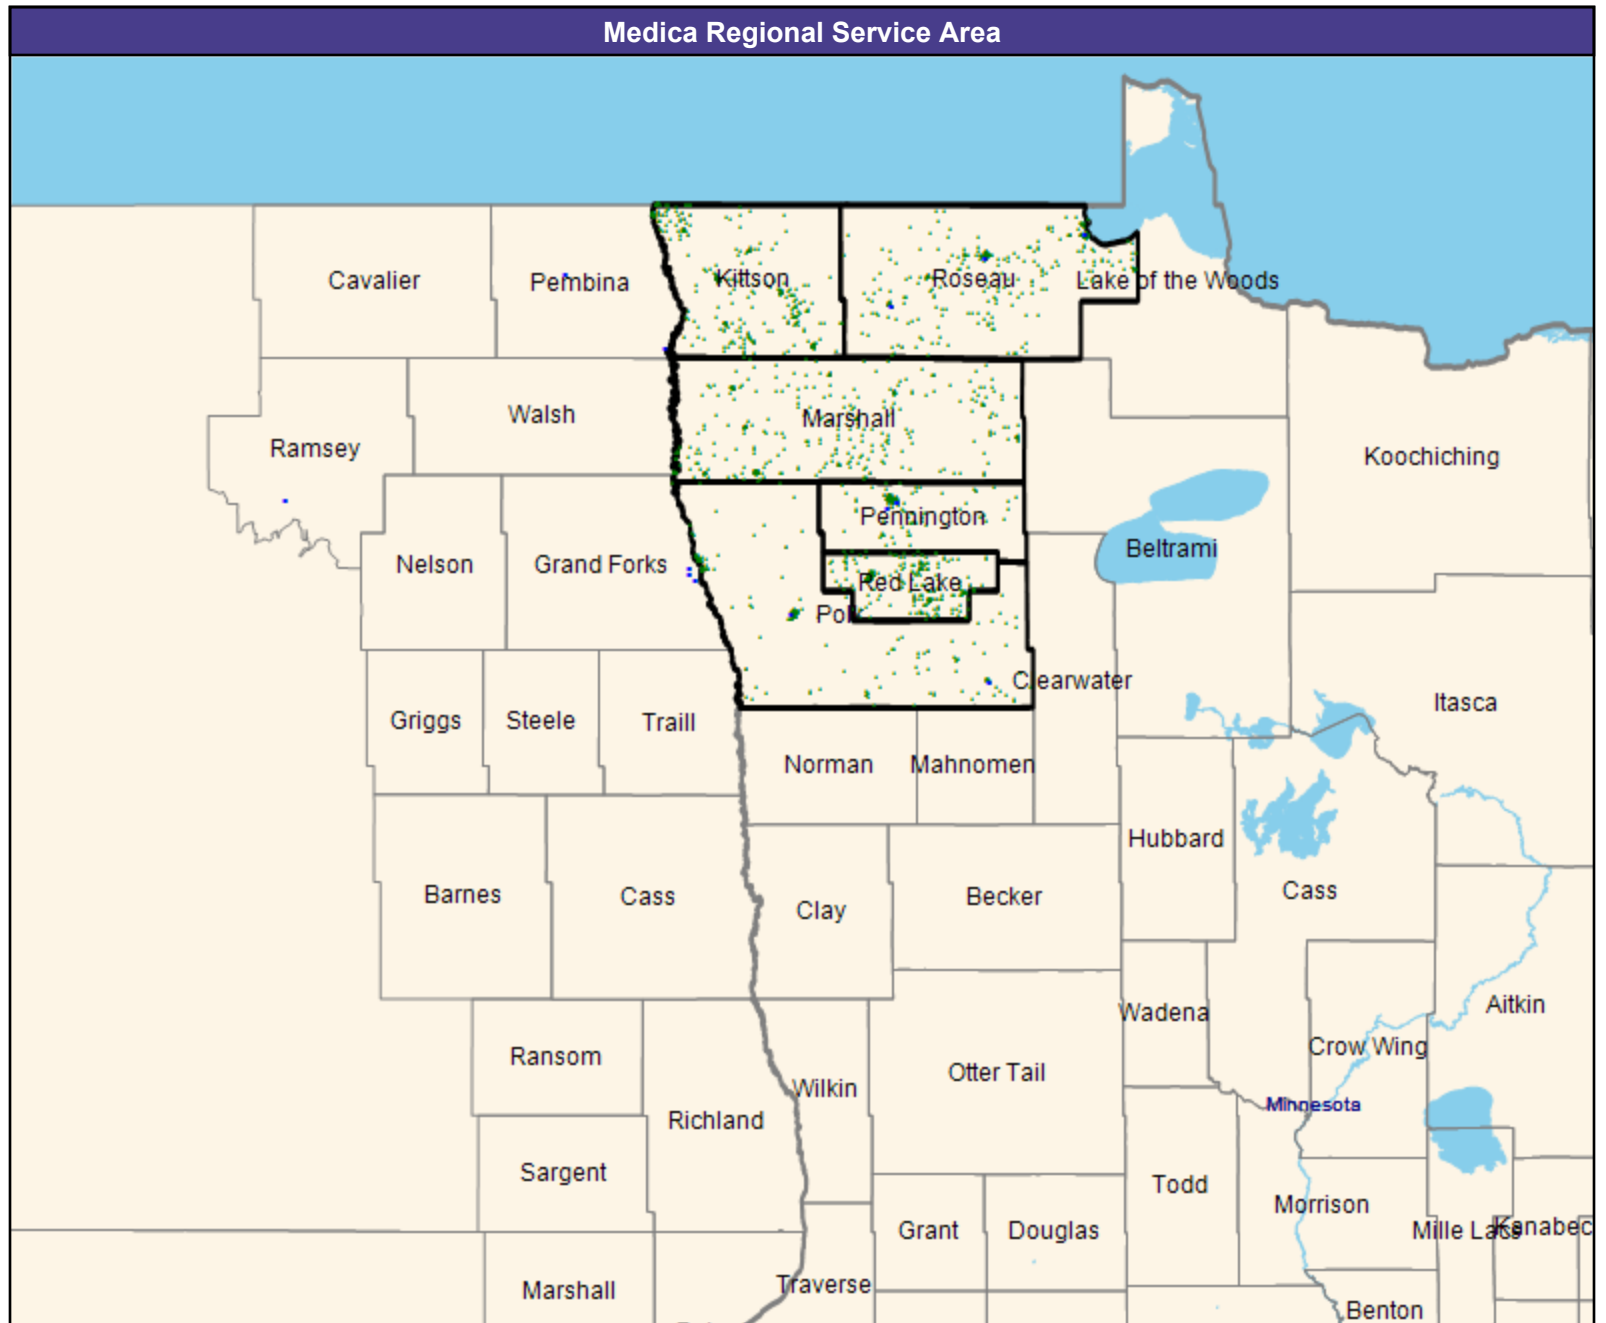 Medica Regional Service Area
Cavalier
Pembina
Kittson
Roseau
Lake of the Woods
Walsh
Marshall
Ramsey
Koochiching
Pennington
Beltrami
Nelson
Grand Forks
Red Lake
Polk
Clearwater
Itasca
Griggs
Steele
Traill
Norman
Mahnomen
Hubbard
Barnes
Cass
Clay
Becker
Cass
Wadena
Aitkin
Crow Wing
Ransom
Otter Tail
Wilkin
Minnesota
Richland
Sargent
Todd
Morrison
Grant
Douglas
Mille Lacs
Kanabec
Marshall
Traverse
Benton